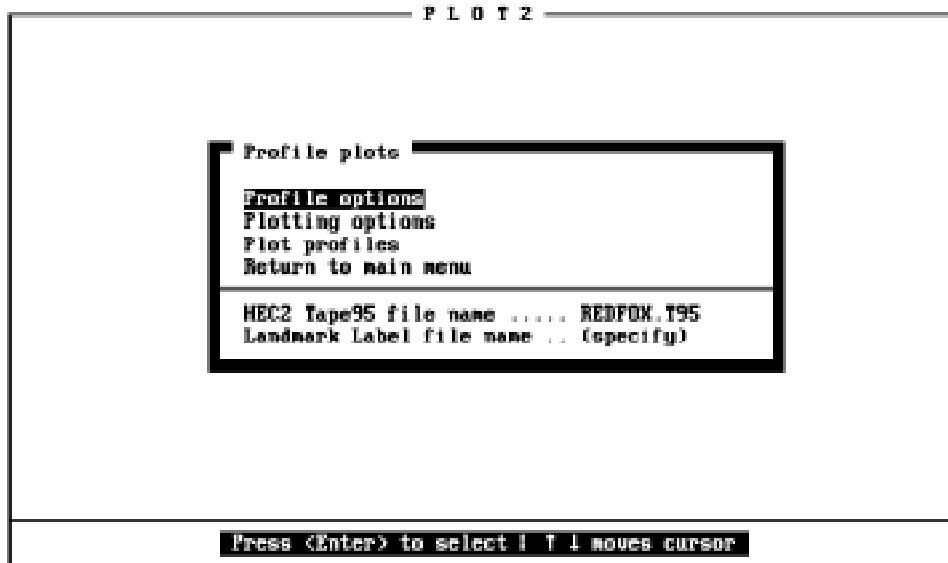 P L O T 2
Profile plots
Profile options
Plotting options
Plot profiles
Return to main menu
HEC2 Tape95 file name ..... REDFOX.T95
Landmark Label file name .. (specify)
Press <Enter> to select | ↑ ↓ moves cursor